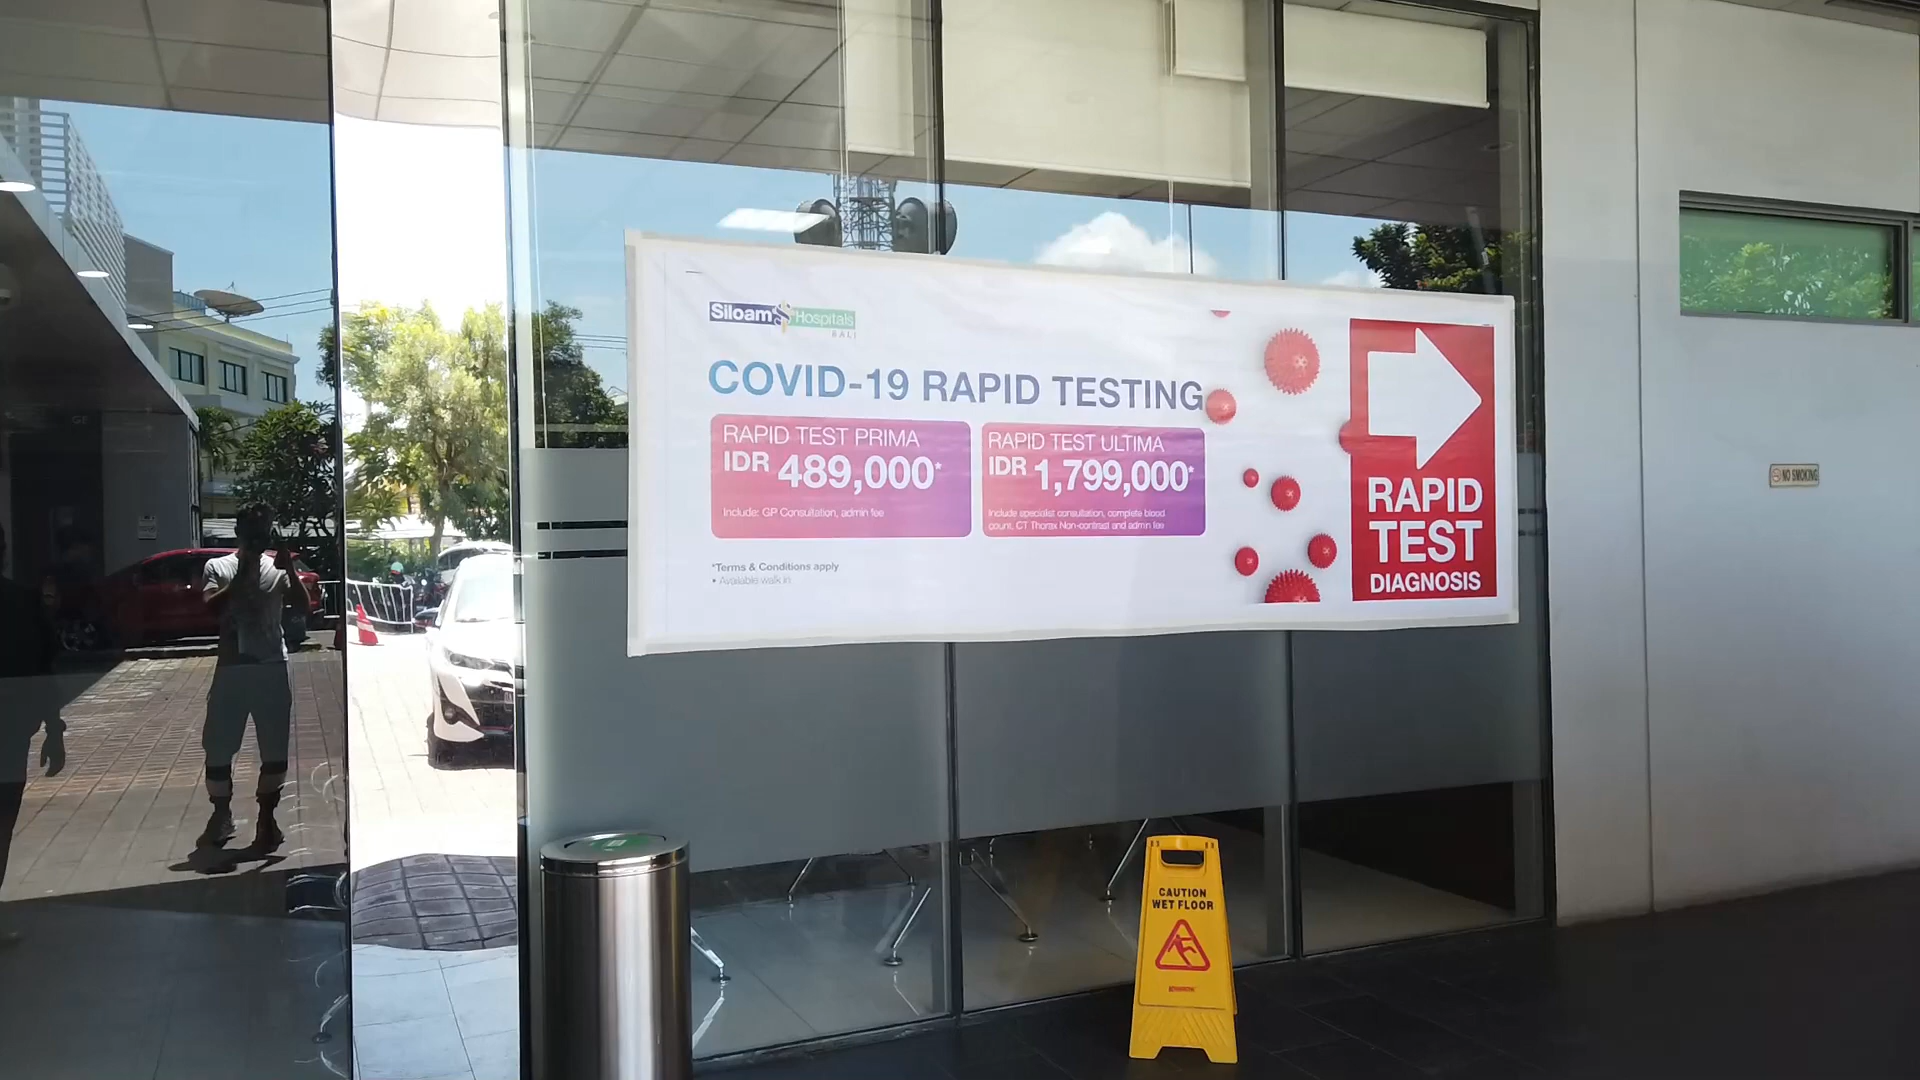 Siloam Hospitals
BALI
COVID-19 RAPID TESTING
RAPID TEST PRIMA
IDR 489,000*
Include: GP Consultation, admin fee
RAPID TEST ULTIMA
IDR 1,799,000*
Include specialist consultation, complete blood
count, CT Thorax Non-contrast and admin fee
*Terms & Conditions apply
• Available walk in
RAPID
TEST
DIAGNOSIS
NO SMOKING
CAUTION
WET FLOOR